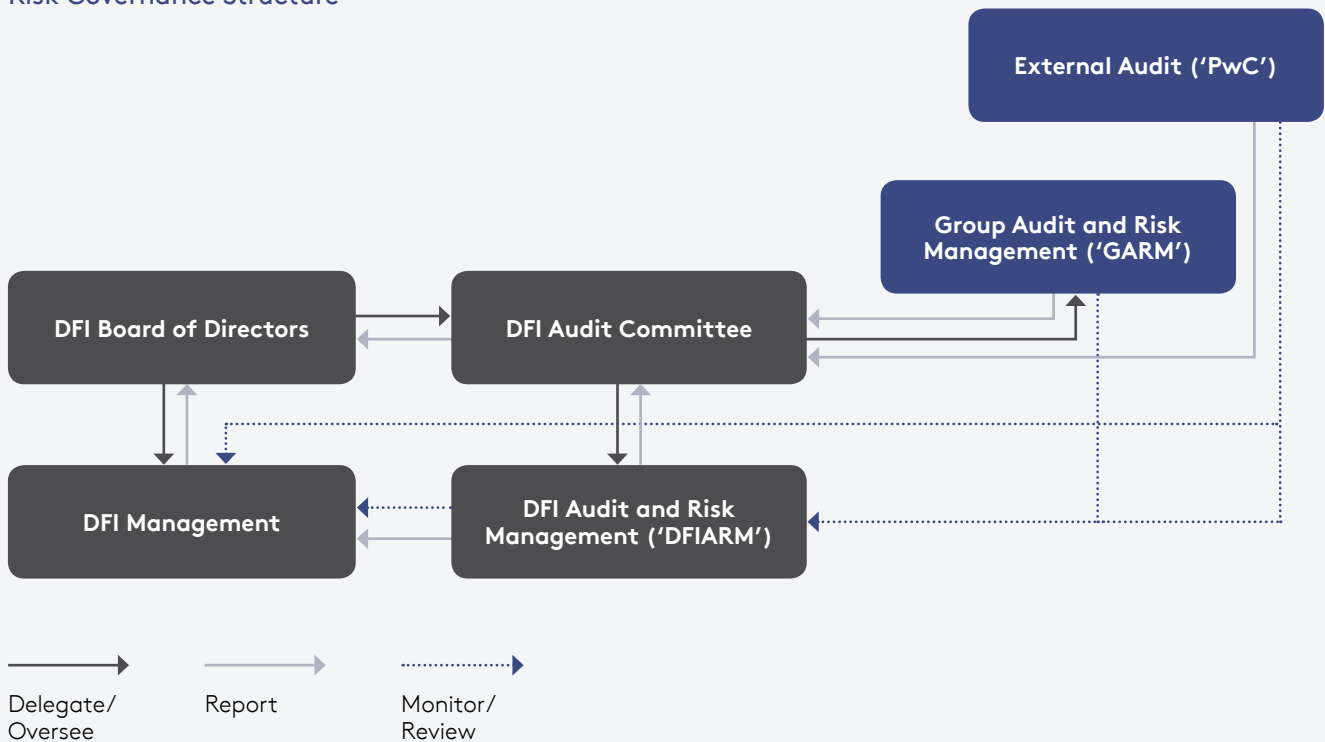 Risk Governance Structure
External Audit (‘PwC’)
Group Audit and Risk
Management (‘GARM’)
DFI Board of Directors
DFI Audit Committee
DFI Management
DFI Audit and Risk
Management (‘DFIARM’)
Delegate/
Oversee
Report
Monitor/
Review